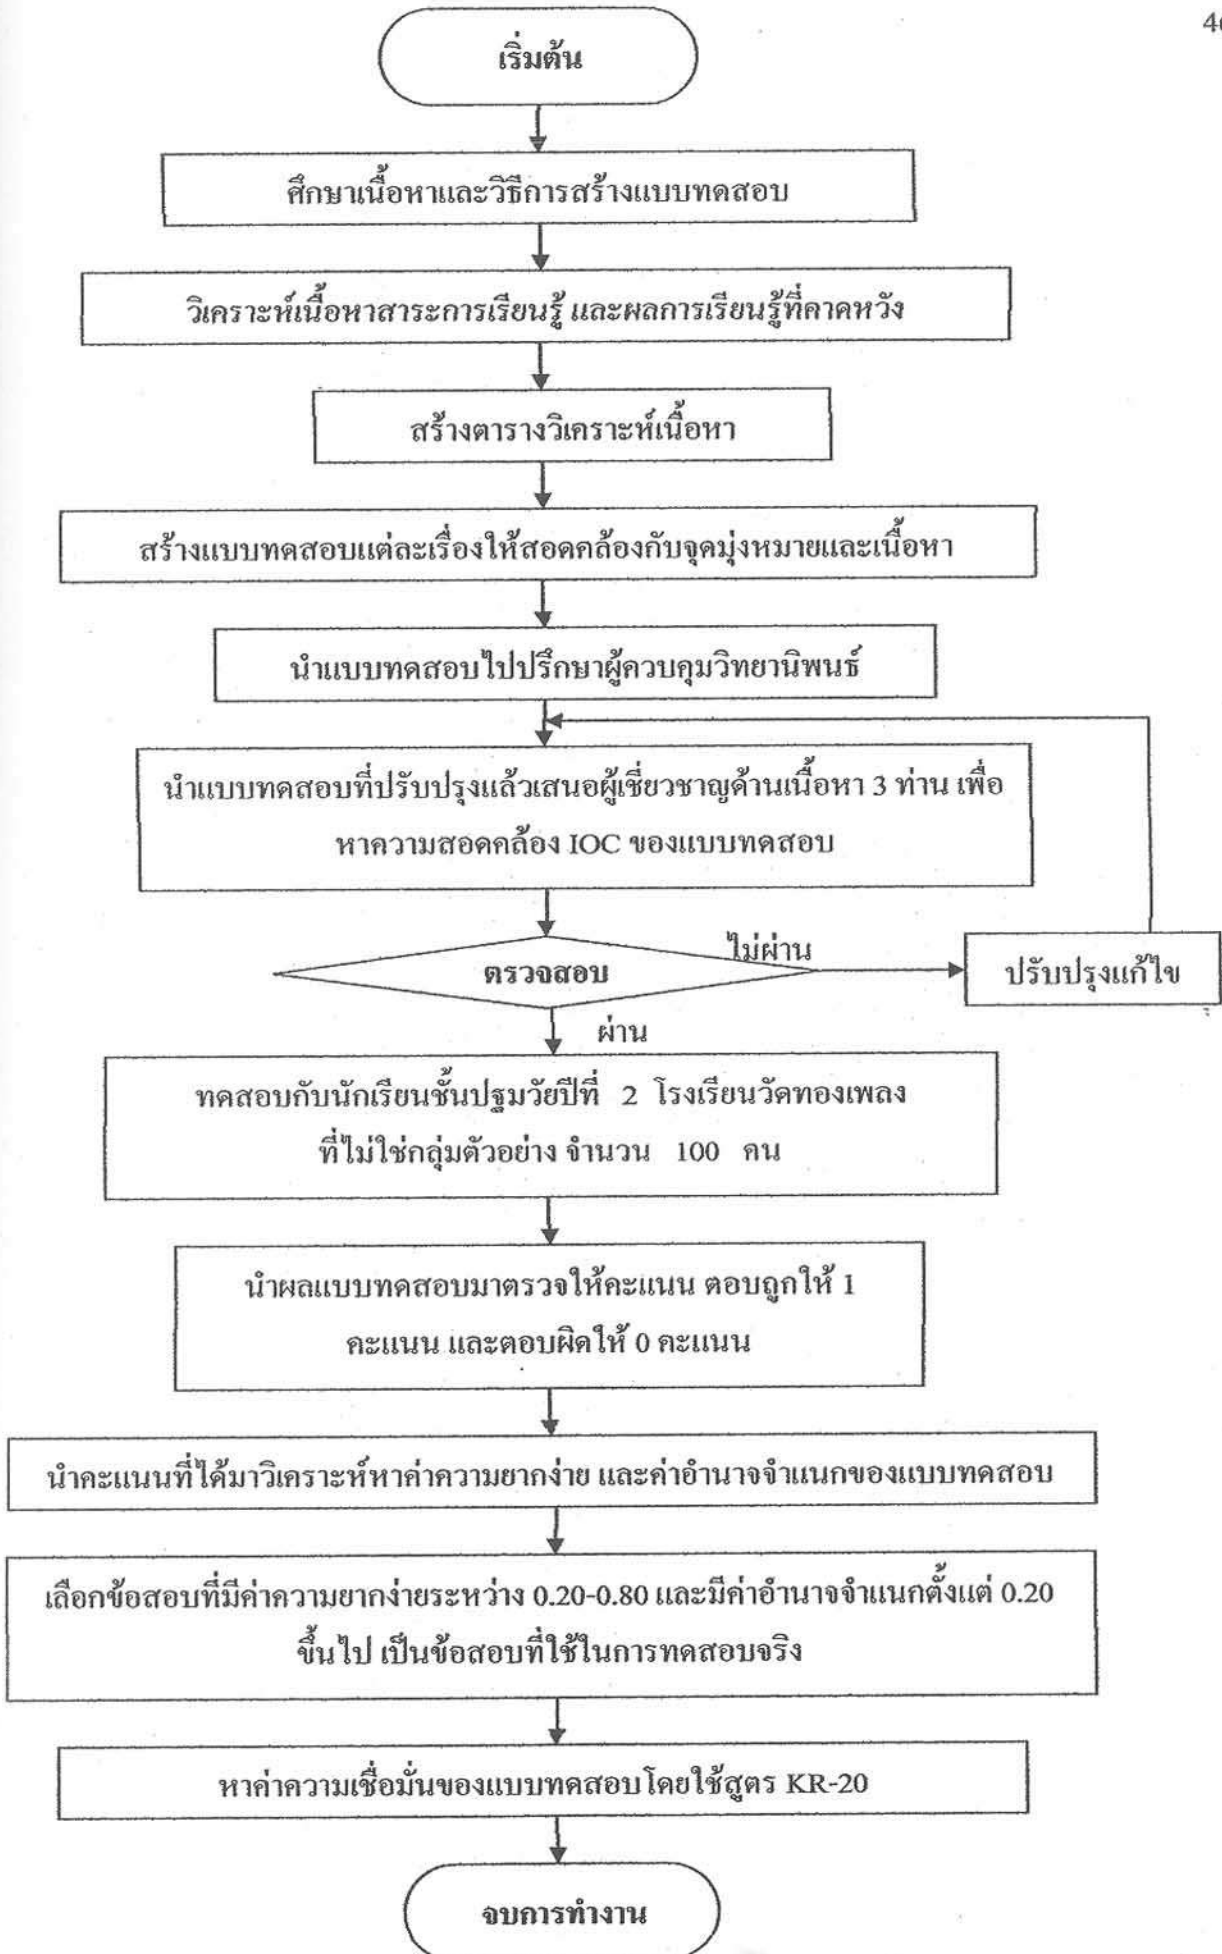 เริ่มต้น
ศึกษาเนื้อหาและวิธีการสร้างแบบทดสอบ
วิเคราะห์เนื้อหาสาระการเรียนรู้ และผลการเรียนรู้ที่คาดหวัง
สร้างตารางวิเคราะห์เนื้อหา
สร้างแบบทดสอบแต่ละเรื่องให้สอดคล้องกับจุดมุ่งหมายและเนื้อหา
นำแบบทดสอบไปปรึกษาผู้ควบคุมวิทยานิพนธ์
นำแบบทดสอบที่ปรับปรุงแล้วเสนอผู้เชี่ยวชาญด้านเนื้อหา 3 ท่าน เพื่อ
หาความสอดคล้อง IOC ของแบบทดสอบ
ไม่ผ่าน
ตรวจสอบ
ปรับปรุงแก้ไข
ผ่าน
ทดสอบกับนักเรียนชั้นปฐมวัยปีที่ 2 โรงเรียนวัดทองเพลง
ที่ไม่ใช่กลุ่มตัวอย่าง จำนวน 100 คน
นำผลแบบทดสอบมาตรวจให้คะแนน ตอบถูกให้ 1
คะแนน และตอบผิดให้ 0 คะแนน
นำคะแนนที่ได้มาวิเคราะห์หาค่าความยากง่าย และค่าอำนาจจำแนกของแบบทดสอบ
เลือกข้อสอบที่มีค่าความยากง่ายระหว่าง 0.20-0.80 และมีค่าอำนาจจำแนกตั้งแต่ 0.20
ขึ้นไป เป็นข้อสอบที่ใช้ในการทดสอบจริง
หาค่าความเชื่อมั่นของแบบทดสอบโดยใช้สูตร KR-20
จบการทำงาน